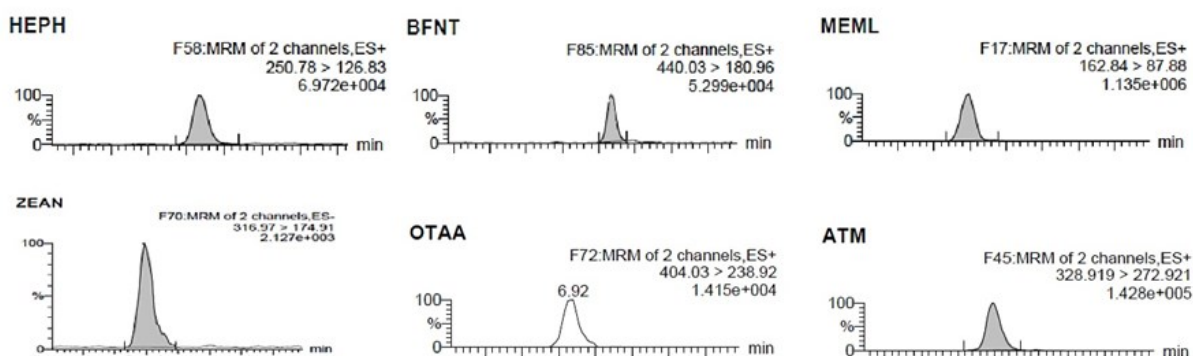 HEPH
F58:MRM of 2 channels,ES+
250.78 > 126.83
6.972e+004
100
%
0
min
BFNT
F85:MRM of 2 channels,ES+
440.03 > 180.96
5.299e+004
100
%
0
min
MEML
F17:MRM of 2 channels,ES+
162.84 > 87.88
1.135e+006
100
%
0
min
ZEAN
F70:MRM of 2 channels,ES-
316.97 > 174.91
2.127e+003
100
%
0
min
OTAA
F72:MRM of 2 channels,ES+
404.03 > 238.92
1.415e+004
6.92
100
%
0
min
ATM
F45:MRM of 2 channels,ES+
328.919 > 272.921
1.428e+005
100
%
0
min